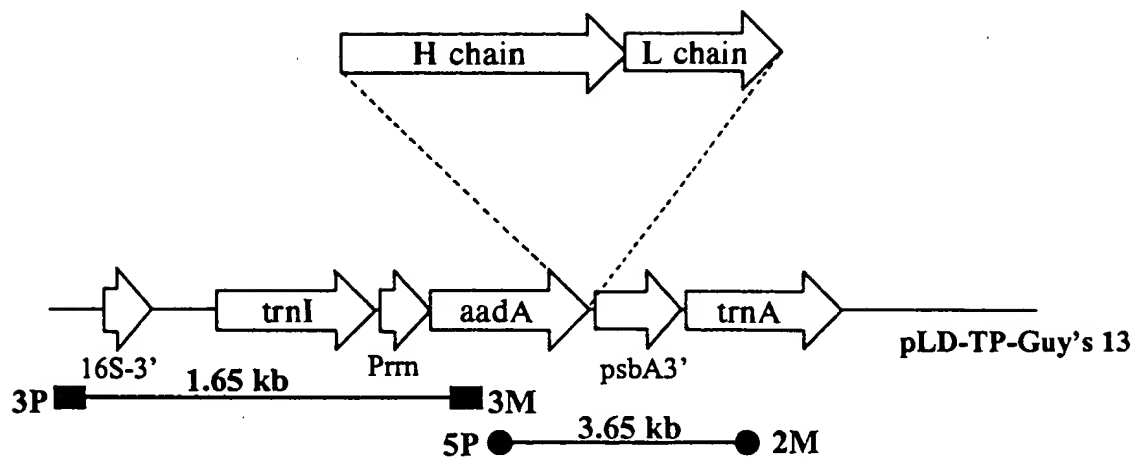 H chain L chain
trnI aadA trnA
pLD-TP-Guy's 13
16S-3' Prrn psbA3'
3P 1.65 kb 3M
5P 3.65 kb 2M